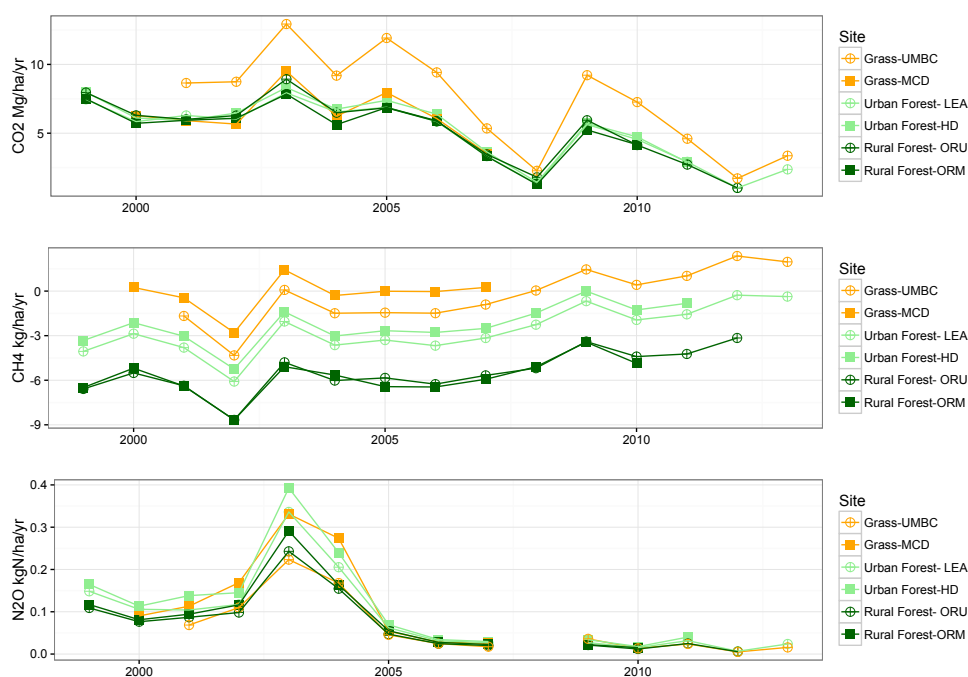 CO2 Mg/ha/yr
10
5
2000
2005
2010
Site
Grass-UMBC
Grass-MCD
Urban Forest- LEA
Urban Forest-HD
Rural Forest- ORU
Rural Forest-ORM
CH4 kg/ha/yr
0
-3
-6
-9
2000
2005
2010
Site
Grass-UMBC
Grass-MCD
Urban Forest- LEA
Urban Forest-HD
Rural Forest- ORU
Rural Forest-ORM
N2O kgN/ha/yr
0.4
0.3
0.2
0.1
0.0
2000
2005
2010
Site
Grass-UMBC
Grass-MCD
Urban Forest- LEA
Urban Forest-HD
Rural Forest- ORU
Rural Forest-ORM